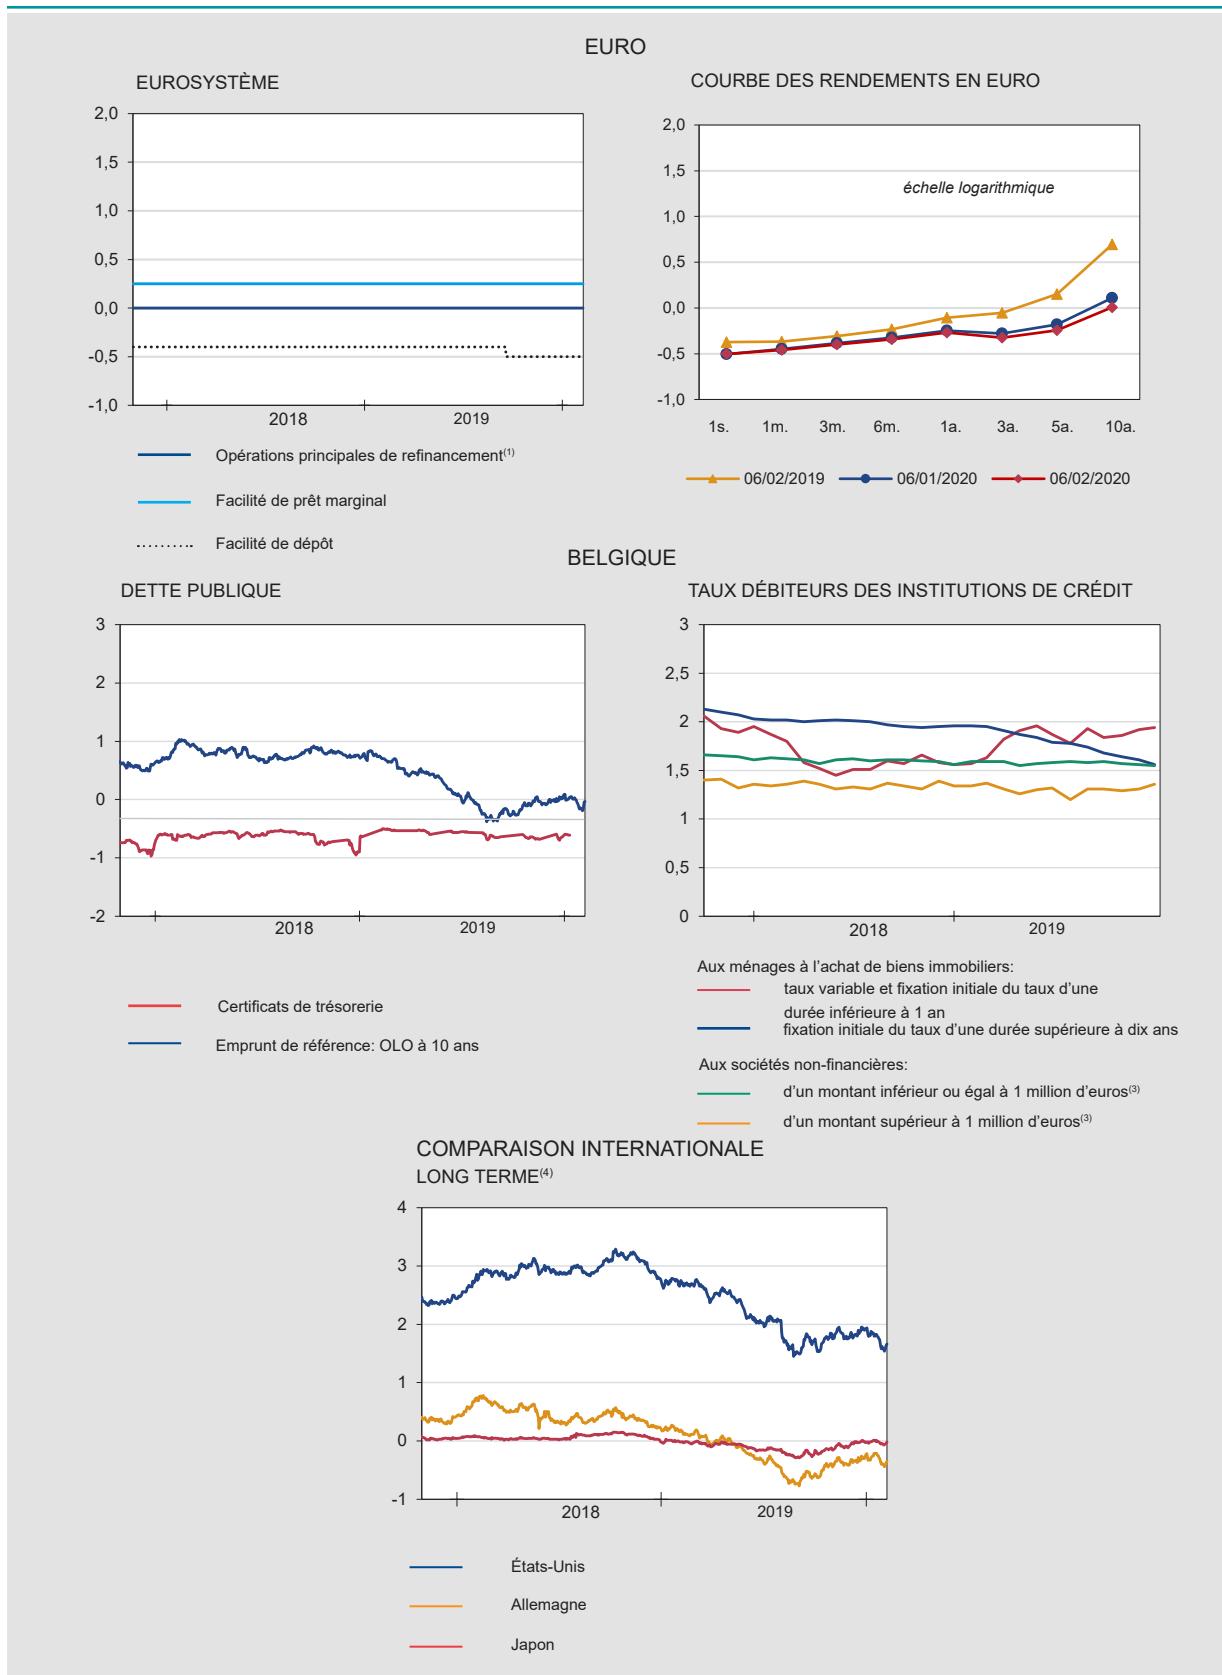 EURO
EUROSYSTÈME
2,0
1,5
1,0
0,5
0,0
-0,5
-1,0
2018
2019
Opérations principales de refinancement(1)
Facilité de prêt marginal
Facilité de dépôt
COURBE DES RENDEMENTS EN EURO
2,0
1,5
1,0
0,5
0,0
-0,5
-1,0
échelle logarithmique
1s. 1m. 3m. 6m. 1a. 3a. 5a. 10a.
06/02/2019 06/01/2020 06/02/2020
BELGIQUE
DETTE PUBLIQUE
3
2
1
0
-1
-2
2018
2019
Certificats de trésorerie
Emprunt de référence: OLO à 10 ans
TAUX DÉBITEURS DES INSTITUTIONS DE CRÉDIT
3
2,5
2
1,5
1
0,5
0
2018
2019
Aux ménages à l’achat de biens immobiliers:
taux variable et fixation initiale du taux d’une
durée inférieure à 1 an
fixation initiale du taux d’une durée supérieure à dix ans
Aux sociétés non-financières:
d’un montant inférieur ou égal à 1 million d’euros(3)
d’un montant supérieur à 1 million d’euros(3)
COMPARAISON INTERNATIONALE
LONG TERME(4)
4
3
2
1
0
-1
2018
2019
États-Unis
Allemagne
Japon